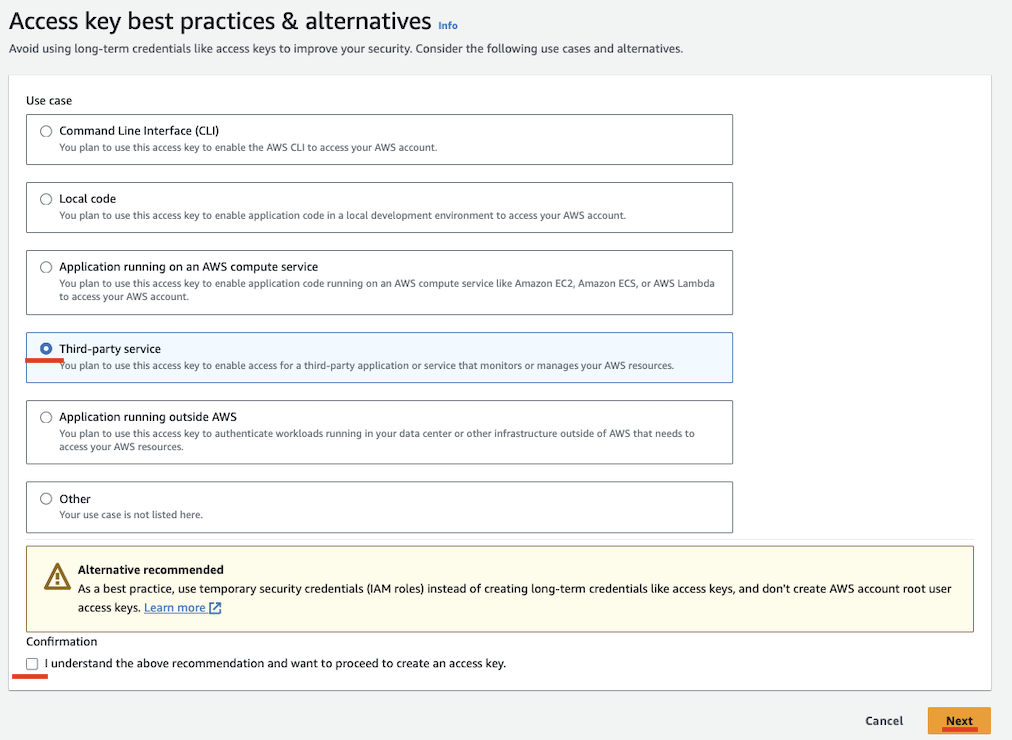 Access key best practices & alternatives Info
Avoid using long-term credentials like access keys to improve your security. Consider the following use cases and alternatives.
Use case
Command Line Interface (CLI)
You plan to use this access key to enable the AWS CLI to access your AWS account.
Local code
You plan to use this access key to enable application code in a local development environment to access your AWS account.
Application running on an AWS compute service
You plan to use this access key to enable application code running on an AWS compute service like Amazon EC2, Amazon ECS, or AWS Lambda
to access your AWS account.
Third-party service
You plan to use this access key to enable access for a third-party application or service that monitors or manages your AWS resources.
Application running outside AWS
You plan to use this access key to authenticate workloads running in your data center or other infrastructure outside of AWS that needs to
access your AWS resources.
Other
Your use case is not listed here.
Alternative recommended
As a best practice, use temporary security credentials (IAM roles) instead of creating long-term credentials like access keys, and don't create AWS account root user
access keys. Learn more
Confirmation
I understand the above recommendation and want to proceed to create an access key.
Cancel Next